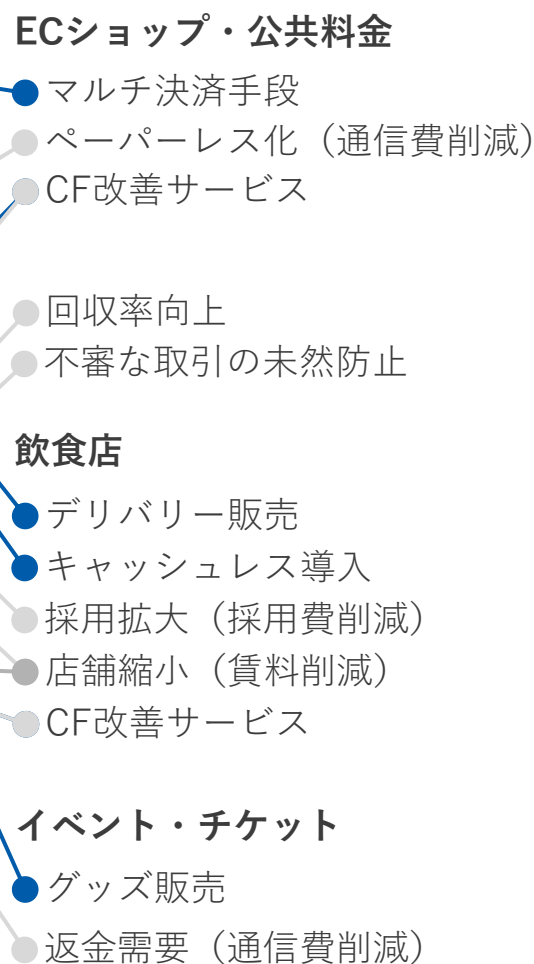 ECショップ・公共料金
マルチ決済手段
ペーパーレス化（通信費削減）
CF改善サービス
回収率向上
不審な取引の未然防止
飲食店
デリバリー販売
キャッシュレス導入
採用拡大（採用費削減）
店舗縮小（賃料削減）
CF改善サービス
イベント・チケット
グッズ販売
返金需要（通信費削減）